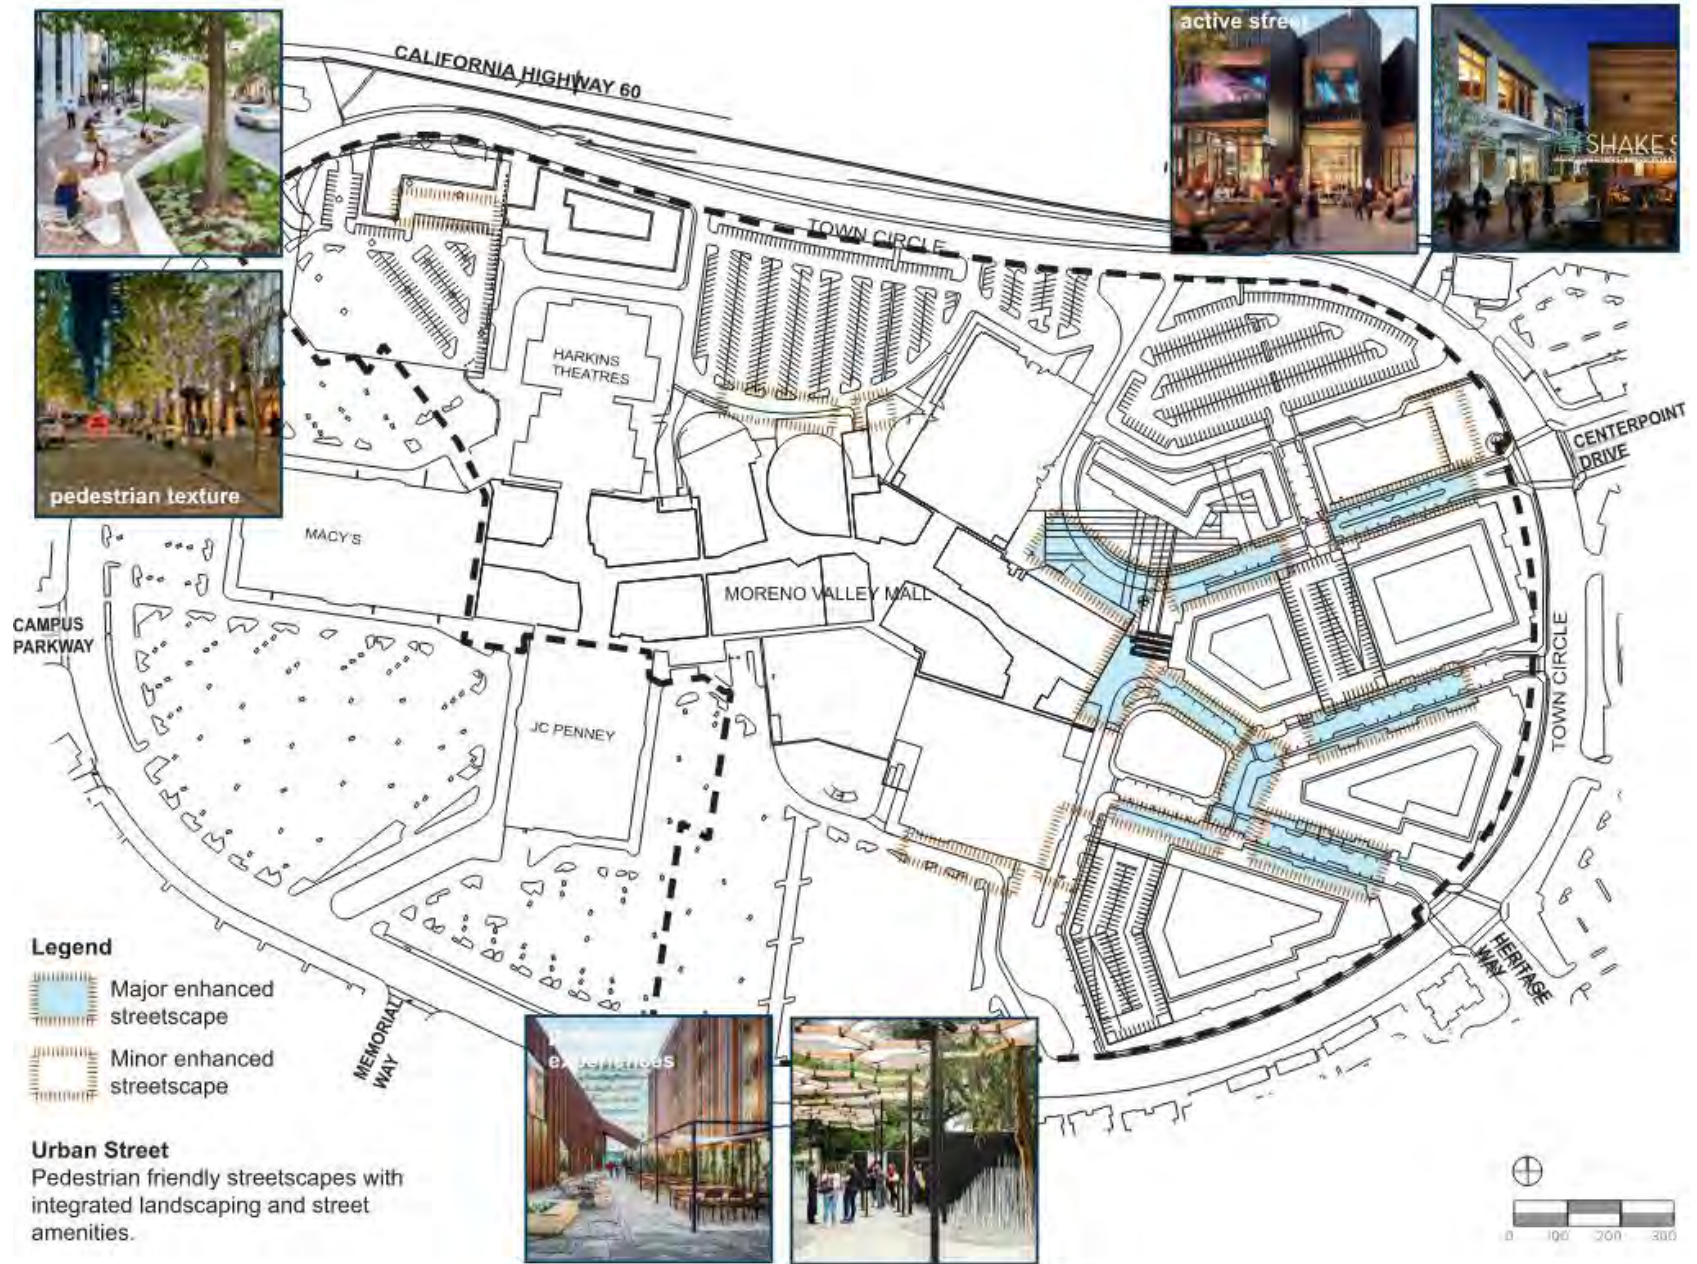 active street
SHAKE S
CALIFORNIA HIGHWAY 60
TOWN CIRCLE
HARKINS
THEATRES
pedestrian texture
CENTERPOINT
DRIVE
MACY'S
MORENO VALLEY MALL
CAMPUS
PARKWAY
JC PENNEY
TOWN CIRCLE
HERITAGE
WAY
MEMORIAL
WAY
experiences
Legend
Major enhanced
streetscape
Minor enhanced
streetscape
Urban Street
Pedestrian friendly streetscapes with
integrated landscaping and street
amenities.
0 100 200 300